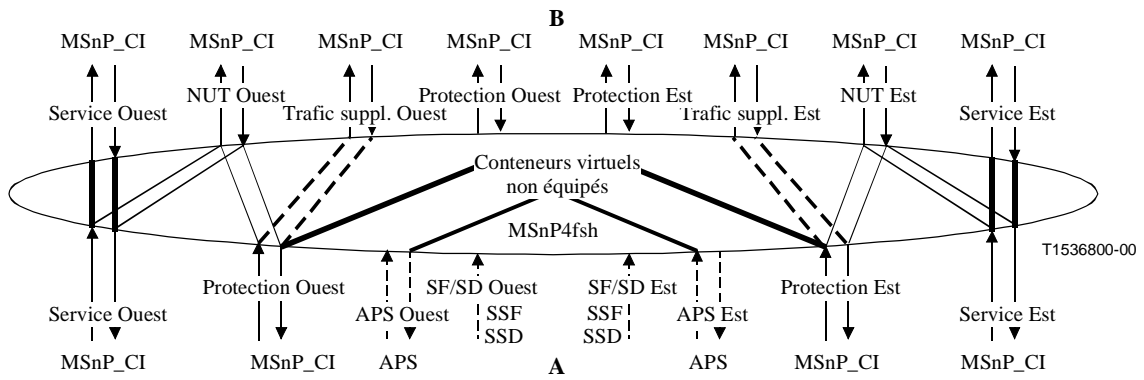 B
MSnP_CI MSnP_CI MSnP_CI MSnP_CI MSnP_CI MSnP_CI MSnP_CI MSnP_CI
NUT Ouest Protection Ouest Protection Est NUT Est
Service Ouest Trafic suppl. Ouest Trafic suppl. Est Service Est
Conteneurs virtuels
non équipés
MSnP4fsh
T1536800-00
Protection Ouest SF/SD Ouest SF/SD Est Protection Est
Service Ouest APS Ouest SSF SSF APS Est Service Est
SSD SSD
MSnP_CI MSnP_CI APS APS MSnP_CI MSnP_CI
A